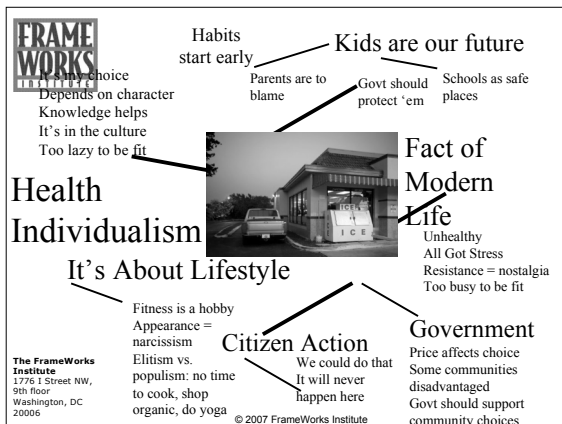 FRAME
WORKS
INSTITUTE
Habits
start early
Kids are our future
Parents are to
blame
Govt should
protect ‘em
Schools as safe
places
It's my choice
Depends on character
Knowledge helps
It's in the culture
Too lazy to be fit
Health
Individualism
ICE
ICE
Fact of
Modern
Life
Unhealthy
All Got Stress
Resistance = nostalgia
Too busy to be fit
It's About Lifestyle
Fitness is a hobby
Appearance =
narcissism
Elitism vs.
populism: no time
to cook, shop
organic, do yoga
Citizen Action
We could do that
It will never
happen here
Government
Price affects choice
Some communities
disadvantaged
Govt should support
community choices
The FrameWorks
Institute
1776 I Street NW,
9th floor
Washington, DC
20006
© 2007 FrameWorks Institute